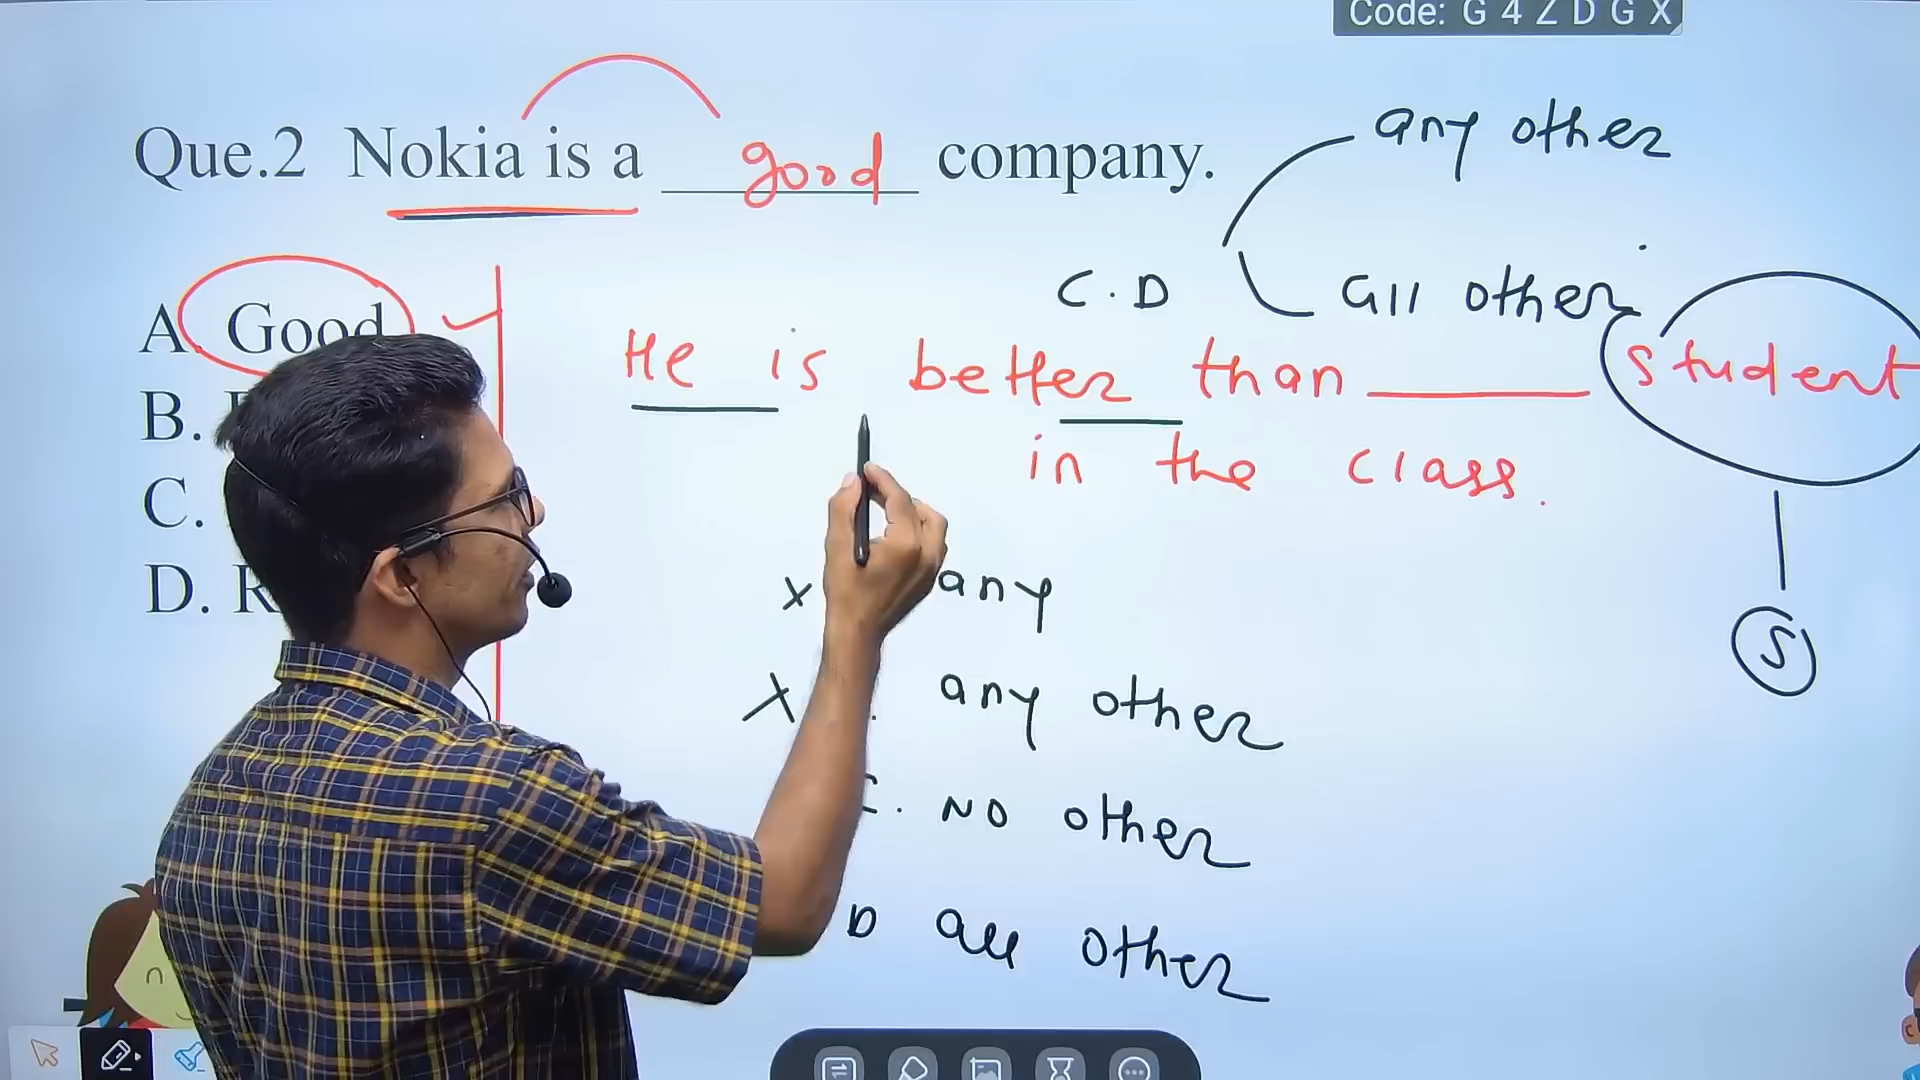 Code: G 4 Z D G X
Que.2 Nokia is a good company.
any other
C.D
all other
A. Good
He is better than ______ student
in the class.
B.
C.
D. R
X any
X any other
C. No other
D all other
S